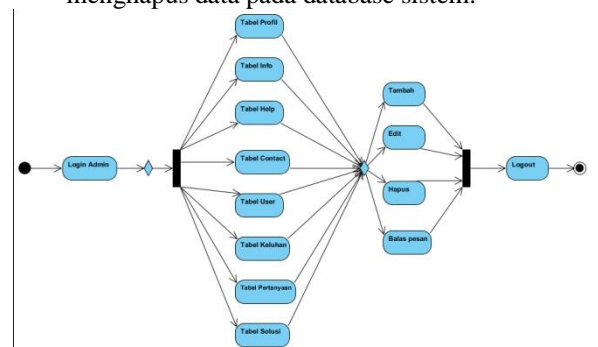 menghapus data pada database sistem.
Tabel Profil
Tabel Info
Tabel Help
Tabel Contact
Tabel User
Tabel Keluhan
Tabel Pertanyaan
Tabel Solusi
Login Admin
Tambah
Edit
Hapus
Balas pesan
Logout